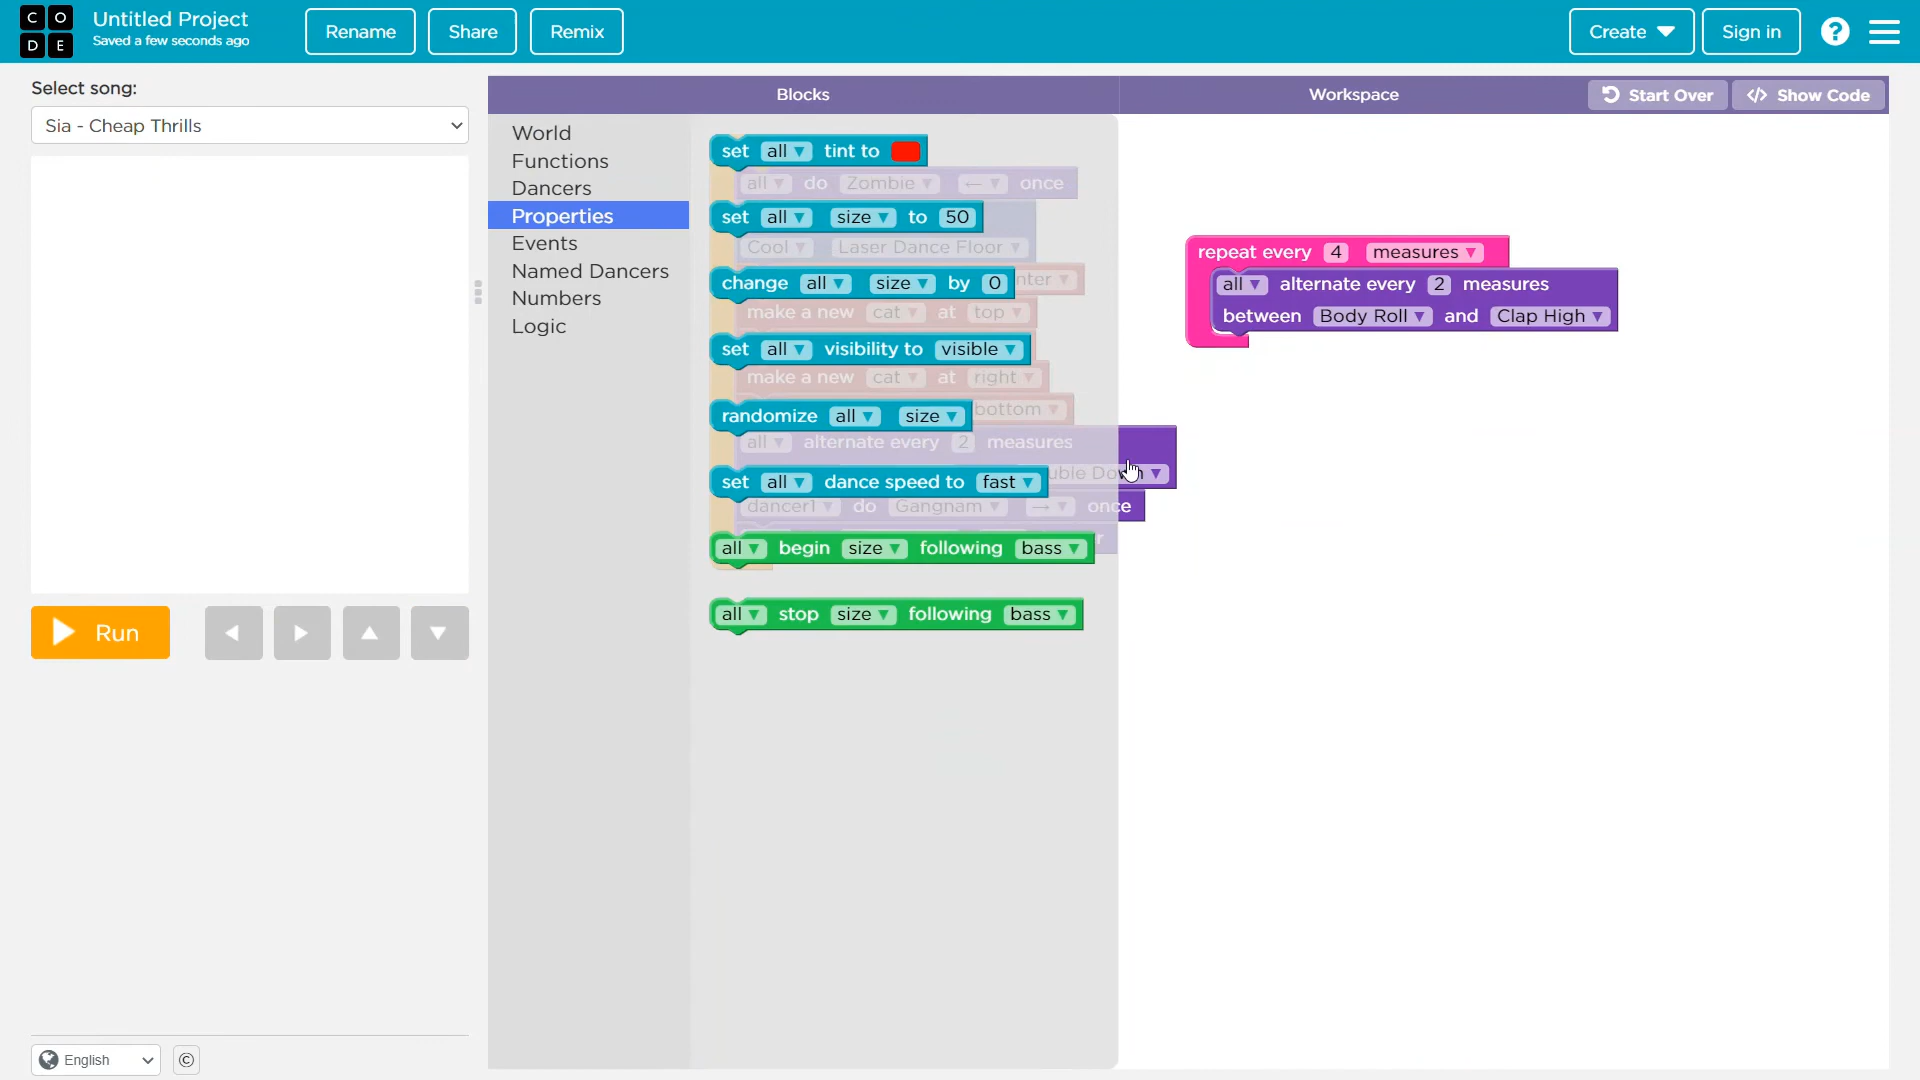 C O
D E
Untitled Project
Saved a few seconds ago
Rename
Share
Remix
Create
Sign in
?
Select song:
Sia - Cheap Thrills
Run
English
©
Blocks
Workspace
Start Over
</> Show Code
World
Functions
Dancers
Properties
Events
Named Dancers
Numbers
Logic
set all tint to
all do Zombie ← once
set all size to 50
Cool Laser Dance Floor
change all size by 0
nter
make a new cat at top
set all visibility to visible
make a new cat at right
randomize all size
bottom
all alternate every 2 measures
uble Down
set all dance speed to fast
dancer1 do Gangnam → once
r
all begin size following bass
all stop size following bass
repeat every 4 measures
all alternate every 2 measures
between Body Roll and Clap High